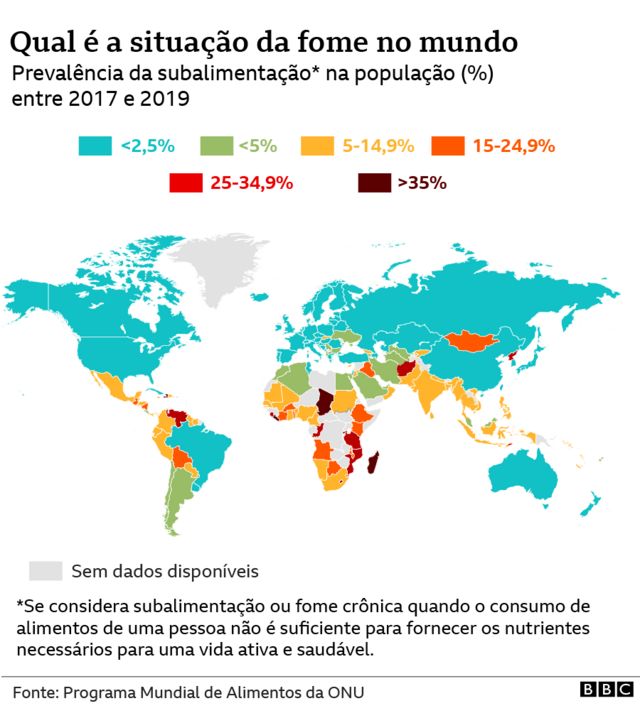 Qual é a situação da fome no mundo
Prevalência da subalimentação* na população (%)
entre 2017 e 2019
<2,5% <5% 5-14,9% 15-24,9%
25-34,9% >35%
Sem dados disponíveis
*Se considera subalimentação ou fome crônica quando o consumo de
alimentos de uma pessoa não é suficiente para fornecer os nutrientes
necessários para uma vida ativa e saudável.
Fonte: Programa Mundial de Alimentos da ONU
BBC